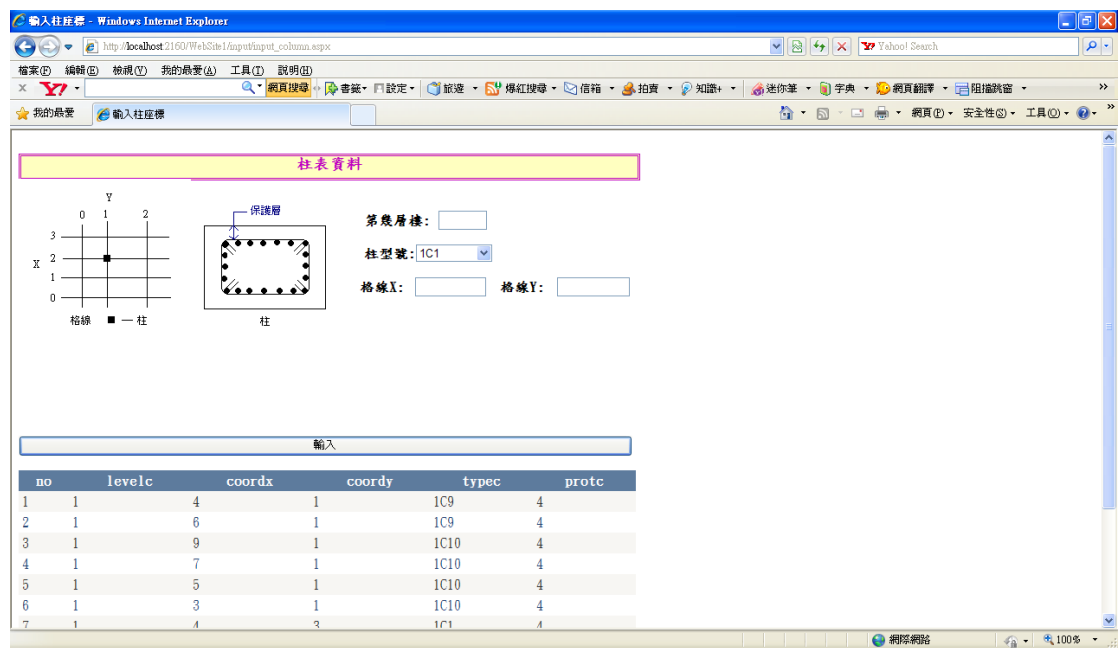 輸入柱座標 - Windows Internet Explorer
http://localhost:2160/WebSite1/input/input_column.aspx
Yahoo! Search
檔案(F) 編輯(E) 檢視(V) 我的最愛(A) 工具(T) 說明(H)
網頁搜尋 書籤 設定 旅遊 爆紅搜尋 信箱 拍賣 知識+ 迷你筆 字典 網頁翻譯 阻擋跳窗
我的最愛 輸入柱座標 網頁(P) 安全性(S) 工具(O)
柱表資料
Y
0 1 2
3
X 2
1
0
格線 ■ — 柱
保護層
柱
第幾層樓:
柱型號: 1C1
格線X: 格線Y:
輸入
no levelc coordx coordy typec protc
1 1 4 1 1C9 4
2 1 6 1 1C9 4
3 1 9 1 1C10 4
4 1 7 1 1C10 4
5 1 5 1 1C10 4
6 1 3 1 1C10 4
7 1 4 3 1C1 4
網際網路 100%